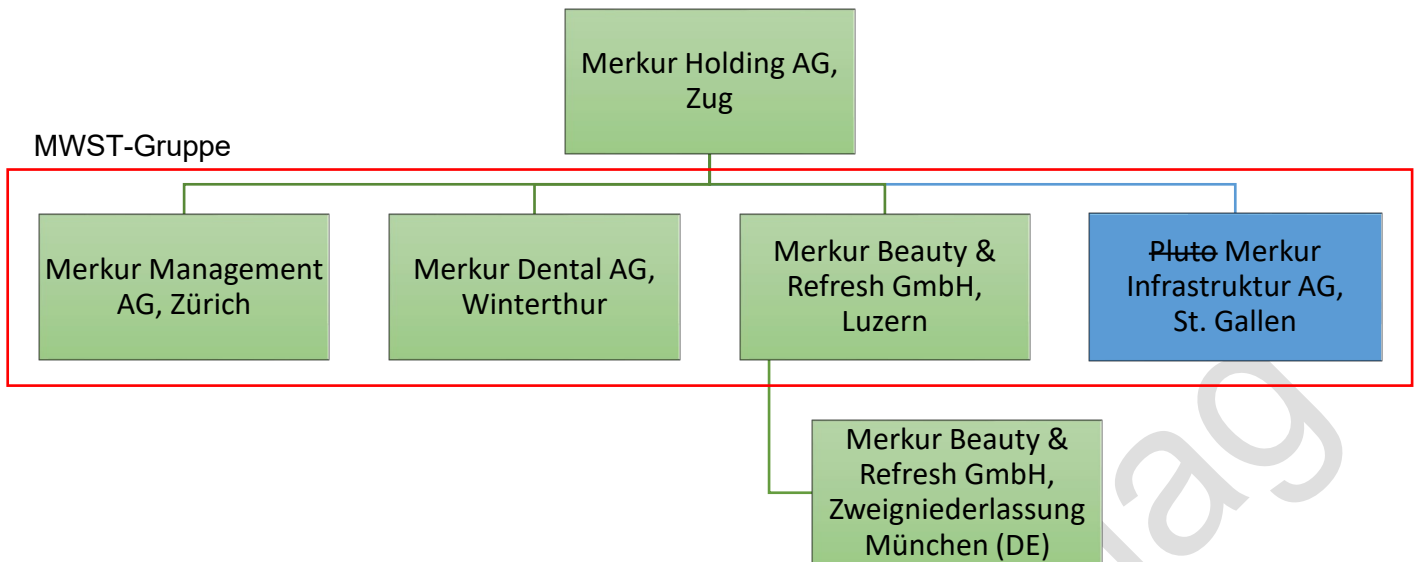 Merkur Holding AG,
Zug
MWST-Gruppe
Merkur Management
AG, Zürich
Merkur Dental AG,
Winterthur
Merkur Beauty &
Refresh GmbH,
Luzern
Pluto Merkur
Infrastruktur AG,
St. Gallen
Merkur Beauty &
Refresh GmbH,
Zweigniederlassung
München (DE)